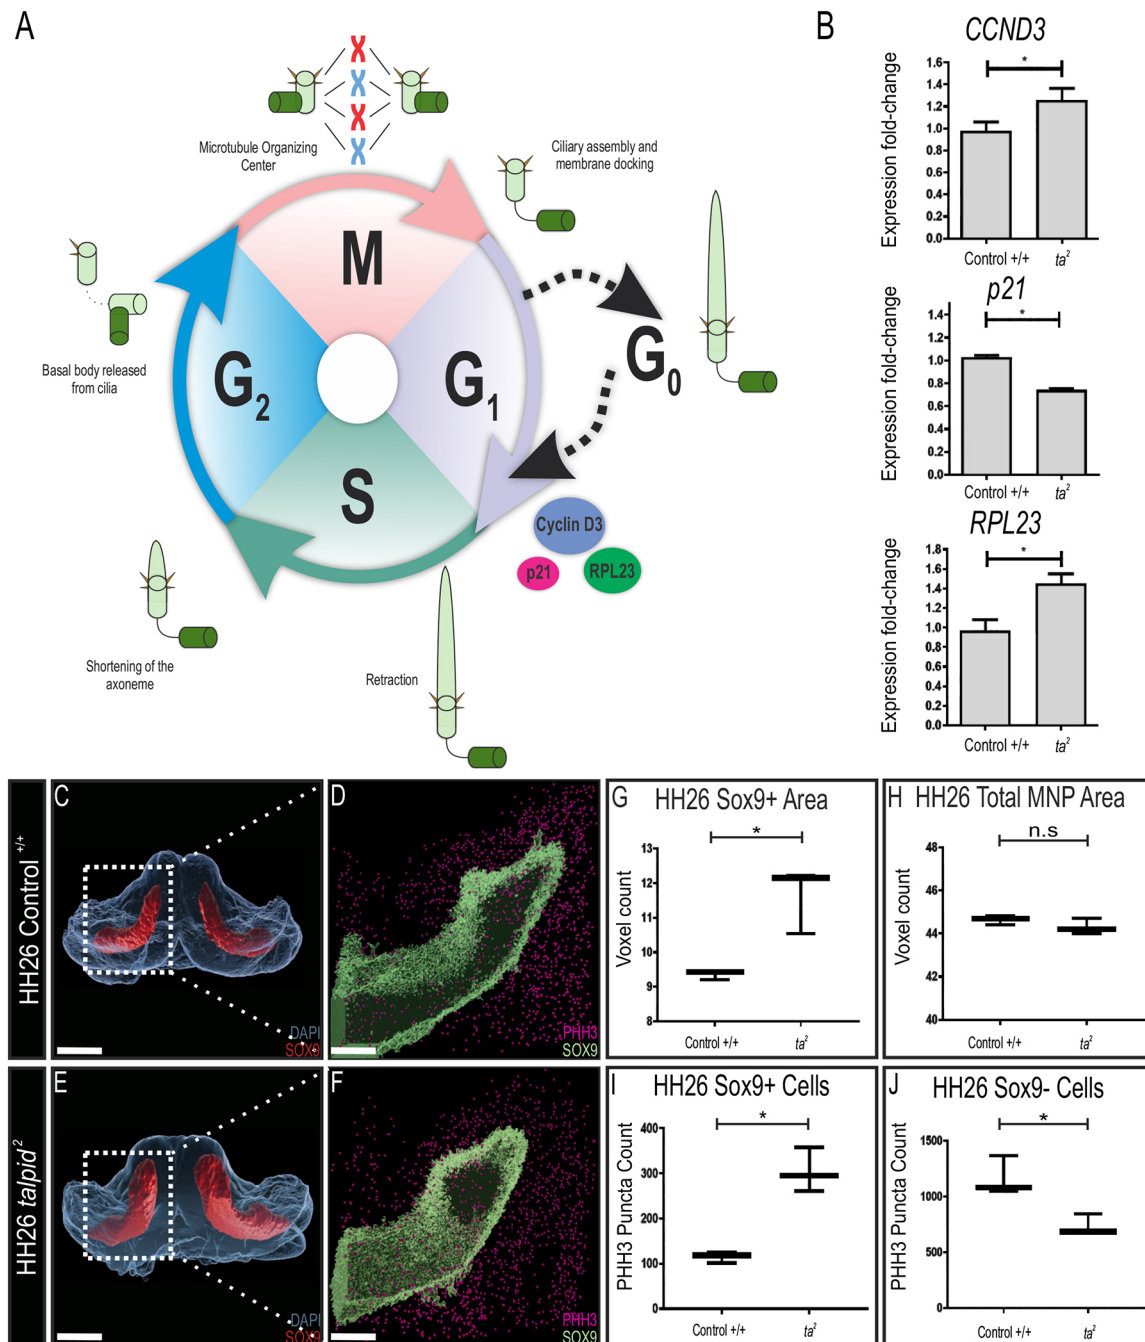 A
Microtubule Organizing
Center
Ciliary assembly and
membrane docking
M
G1
G0
G2
S
Basal body released
from cilia
Cyclin D3
p21
RPL23
Shortening of the
axoneme
Retraction
B
CCND3
Expression fold-change
1.6
1.4
1.2
1.0
0.8
0.6
0.4
0.2
0.0
*
Control +/+
ta2
p21
Expression fold-change
1.4
1.2
1.0
0.8
0.6
0.4
0.2
0.0
*
Control +/+
ta2
RPL23
Expression fold-change
1.8
1.6
1.4
1.2
1.0
0.8
0.6
0.4
0.2
0.0
*
Control +/+
ta2
HH26 Control +/+
C
DAPI
SOX9
D
PHH3
SOX9
G HH26 Sox9+ Area
Voxel count
13
12
11
10
9
8
*
Control +/+
ta2
H HH26 Total MNP Area
Voxel count
48
46
44
42
40
n.s
Control +/+
ta2
HH26 talpid2
E
DAPI
SOX9
F
PHH3
SOX9
I HH26 Sox9+ Cells
PHH3 Puncta Count
400
300
200
100
0
*
Control +/+
ta2
J HH26 Sox9- Cells
PHH3 Puncta Count
1500
1000
500
0
*
Control +/+
ta2